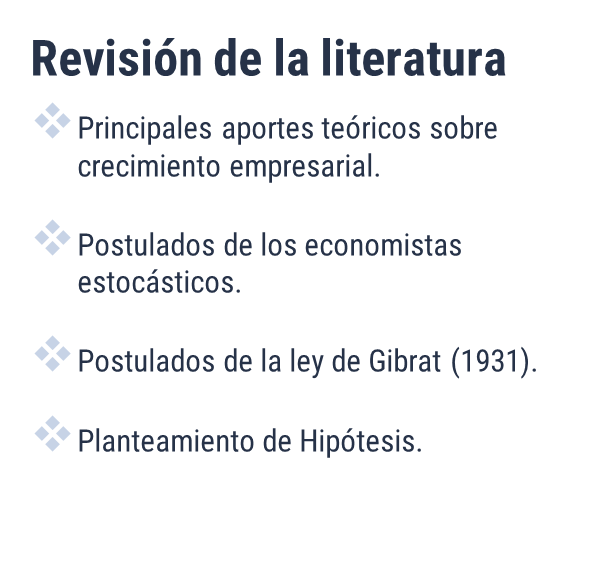 Revisión de la literatura
Principales aportes teóricos sobre
crecimiento empresarial.
Postulados de los economistas
estocásticos.
Postulados de la ley de Gibrat (1931).
Planteamiento de Hipótesis.